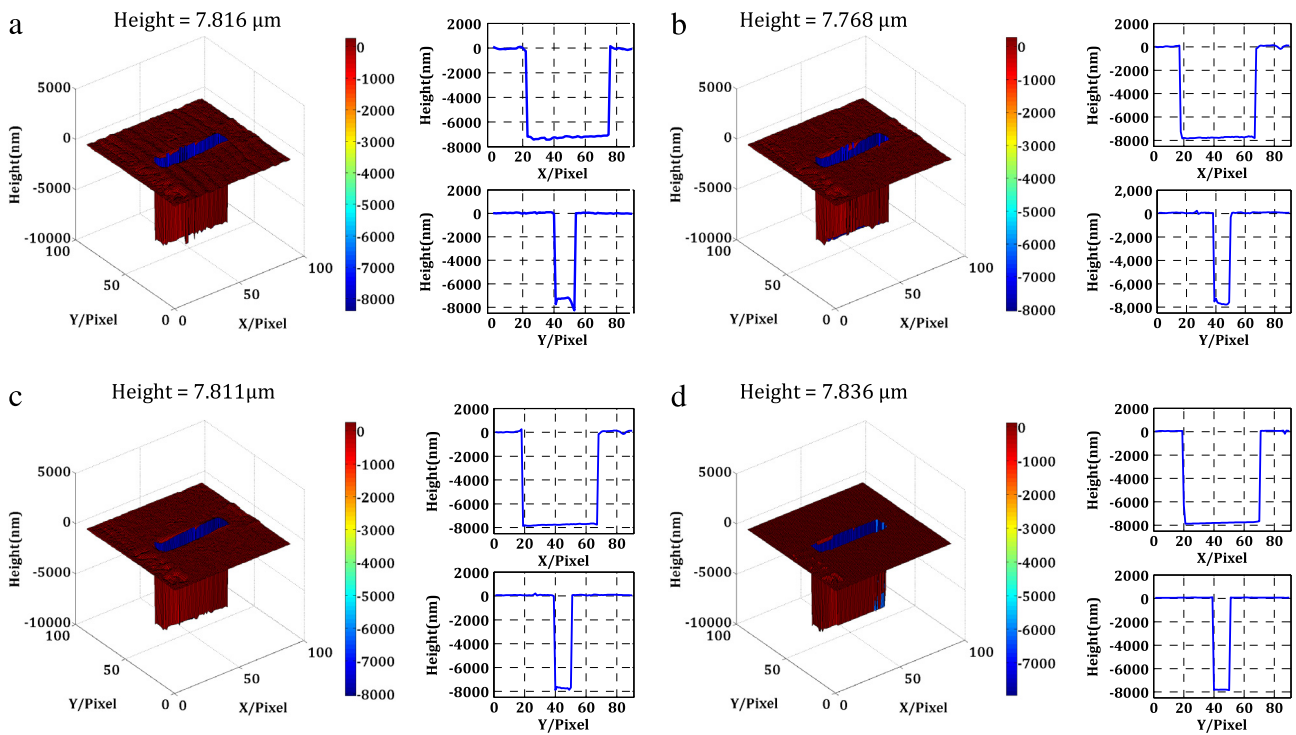 a
Height = 7.816 μm
5000
0
-5000
-10000
Height(nm)
100
50
0
Y/Pixel
0
50
100
X/Pixel
0
-1000
-2000
-3000
-4000
-5000
-6000
-7000
-8000
2000
0
-2000
-4000
-6000
-8000
Height(nm)
0 20 40 60 80
X/Pixel
2000
0
-2000
-4000
-6000
-8000
Height(nm)
0 20 40 60 80
Y/Pixel
b
Height = 7.768 μm
5000
0
-5000
-10000
Height(nm)
100
50
0
Y/Pixel
0
50
100
X/Pixel
0
-1000
-2000
-3000
-4000
-5000
-6000
-7000
-8000
2000
0
-2000
-4000
-6000
-8000
Height(nm)
0 20 40 60 80
X/Pixel
2,000
0
-2,000
-4,000
-6,000
-8,000
Height(nm)
0 20 40 60 80
Y/Pixel
c
Height = 7.811μm
5000
0
-5000
-10000
Height(nm)
100
50
0
Y/Pixel
0
50
100
X/Pixel
0
-1000
-2000
-3000
-4000
-5000
-6000
-7000
-8000
2000
0
-2000
-4000
-6000
-8000
Height(nm)
0 20 40 60 80
X/Pixel
2000
0
-2000
-4000
-6000
-8000
Height(nm)
0 20 40 60 80
Y/Pixel
d
Height = 7.836 μm
5000
0
-5000
-10000
Height(nm)
100
50
0
Y/Pixel
0
50
100
X/Pixel
0
-1000
-2000
-3000
-4000
-5000
-6000
-7000
2000
0
-2000
-4000
-6000
-8000
Height(nm)
0 20 40 60 80
X/Pixel
2000
0
-2000
-4000
-6000
-8000
Height(nm)
0 20 40 60 80
Y/Pixel